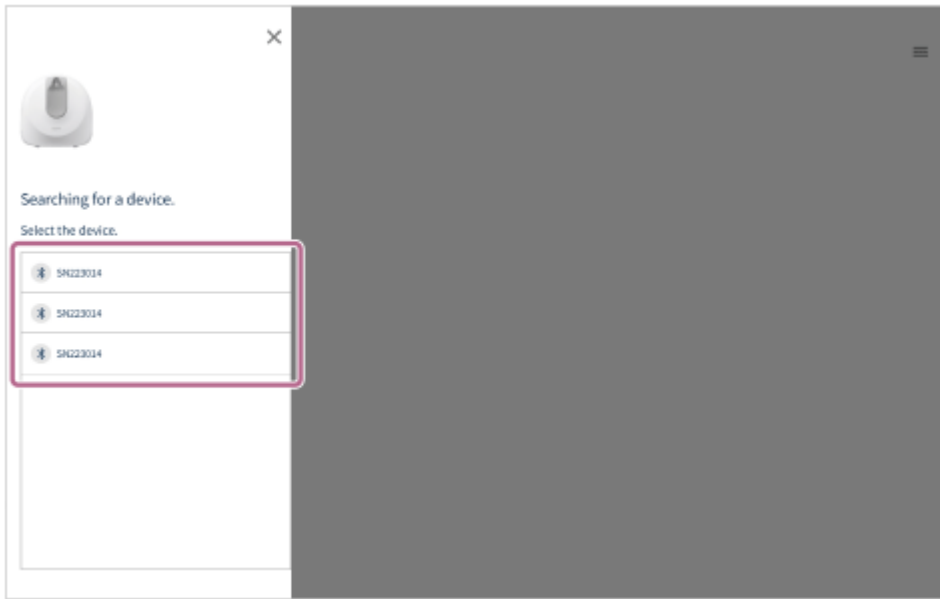 Searching for a device.
Select the device.
SN223014
SN223014
SN223014